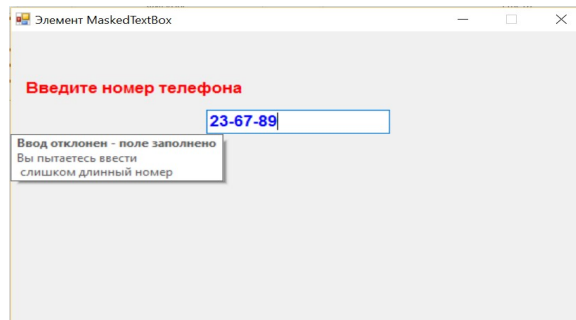 Элемент MaskedTextBox
Введите номер телефона
23-67-89
Ввод отклонен - поле заполнено
Вы пытаетесь ввести
слишком длинный номер